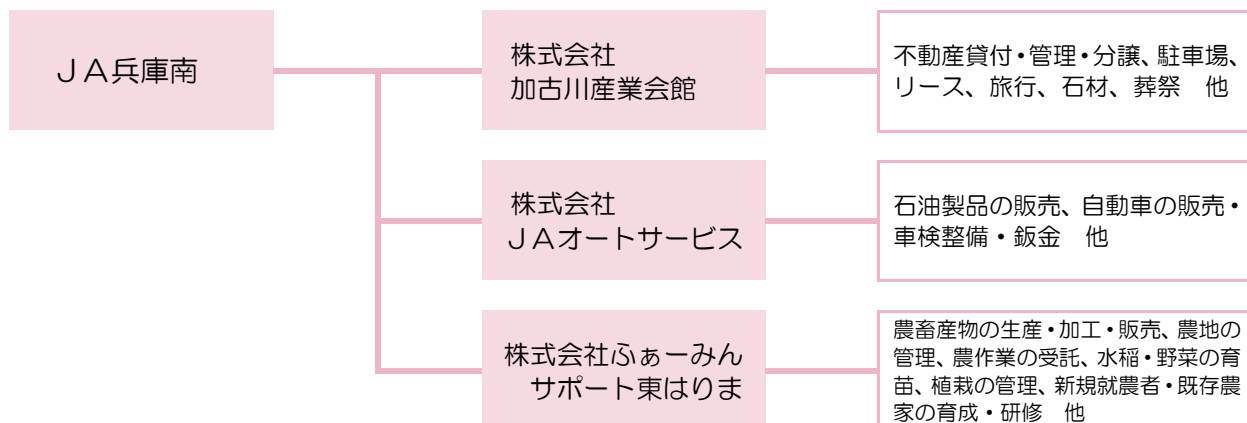 ＪＡ兵庫南
株式会社
加古川産業会館
不動産貸付・管理・分譲、駐車場、
リース、旅行、石材、葬祭　他
株式会社
ＪＡオートサービス
石油製品の販売、自動車の販売・
車検整備・鈑金　他
株式会社ふぁーみん
サポート東はりま
農畜産物の生産・加工・販売、農地の
管理、農作業の受託、水稲・野菜の育
苗、植栽の管理、新規就農者・既存農
家の育成・研修　他